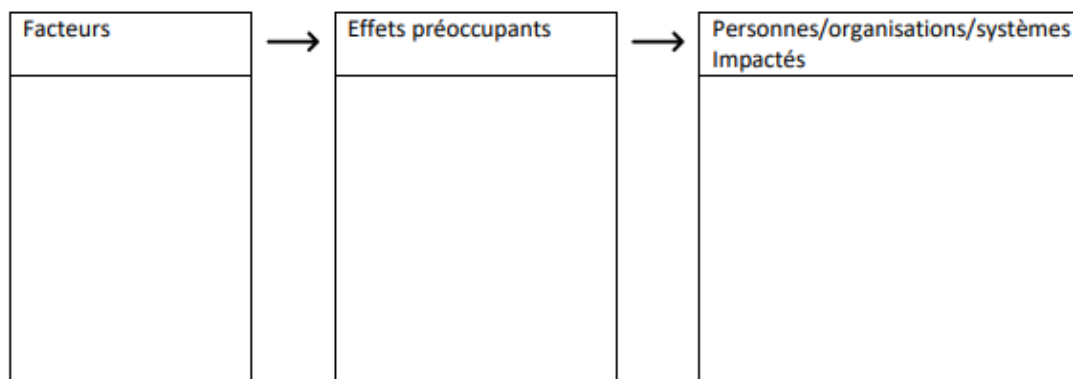 Facteurs
Effets préoccupants
Personnes/organisations/systèmes
Impactés